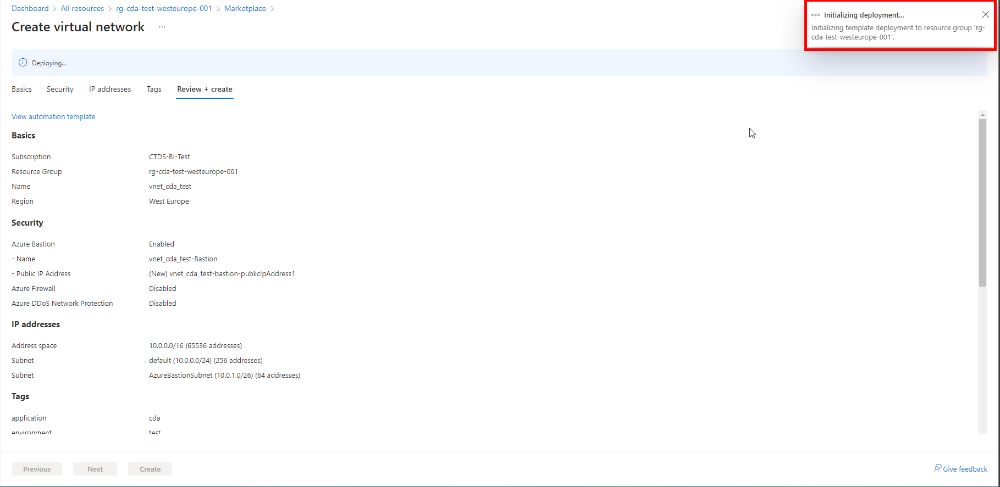 Dashboard > All resources > rg-cda-test-westeurope-001 > Marketplace >
Create virtual network ...
Initializing deployment...
Initializing template deployment to resource group 'rg-
cda-test-westeurope-001'.
Deploying...
Basics Security IP addresses Tags Review + create
View automation template
Basics
Subscription CTDS-BI-Test
Resource Group rg-cda-test-westeurope-001
Name vnet_cda_test
Region West Europe
Security
Azure Bastion Enabled
- Name vnet_cda_test-Bastion
- Public IP Address (New) vnet_cda_test-bastion-publicIpAddress1
Azure Firewall Disabled
Azure DDoS Network Protection Disabled
IP addresses
Address space 10.0.0.0/16 (65536 addresses)
Subnet default (10.0.0.0/24) (256 addresses)
Subnet AzureBastionSubnet (10.0.1.0/26) (64 addresses)
Tags
application cda
environment test
Previous Next Create Give feedback